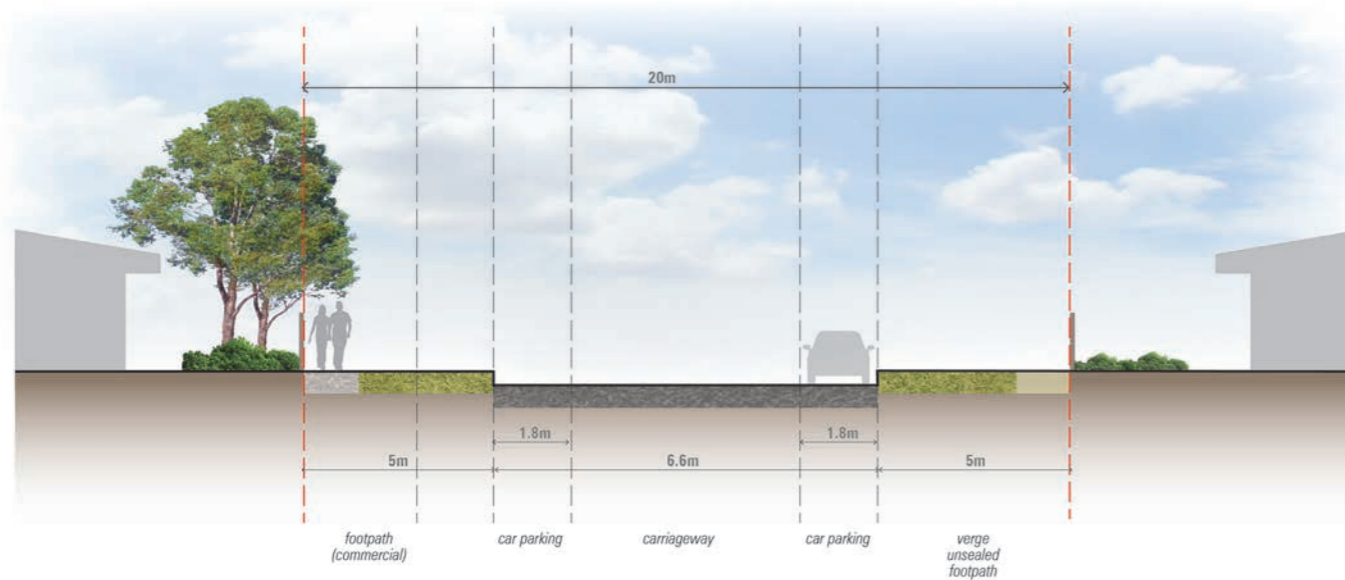 20m
1.8m
1.8m
5m
6.6m
5m
footpath
(commercial)
car parking
carriageway
car parking
verge
unsealed
footpath